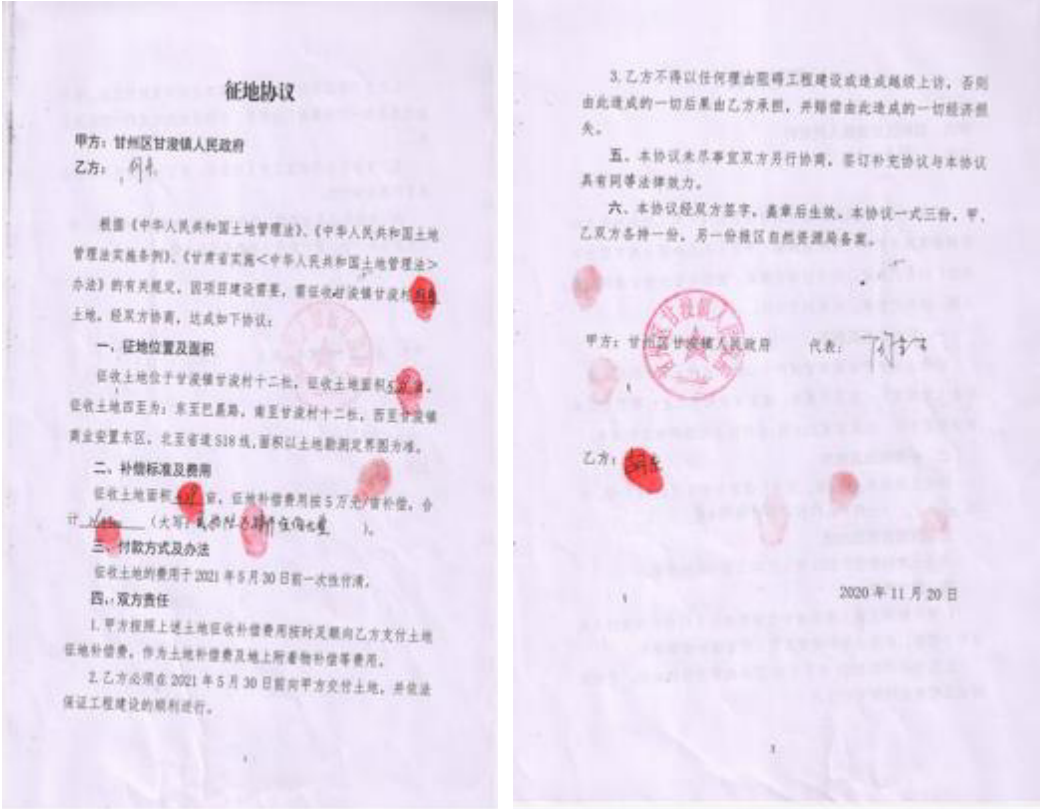 征地协议
甲方：甘州区甘浚镇人民政府
乙方：
根据《中华人民共和国土地管理法》、《中华人民共和国土地
管理法实施条例》、《甘肃省实施<中华人民共和国土地管理法>
办法》的有关规定，因项目建设需要，需征收甘浚镇甘浚村
土地，经双方协商，达成如下协议：
一、征地位置及面积
征收土地位于甘浚镇甘浚村十二社，征收土地面积 亩，
征收土地四至为：东至巴晨路，南至甘浚村十二社，西至甘浚镇
商业安置东区，北至省道S18线，面积以土地勘测定界图为准。
二、补偿标准及费用
征收土地面积 亩，征地补偿费用按5万元/亩补偿，合
计 （大写： ）。
三、付款方式及办法
征收土地的费用于2021年5月30日前一次性付清。
四、双方责任
1.甲方按照上述土地征收补偿费用按时足额向乙方支付土地
征地补偿费，作为土地补偿费及地上附着物补偿等费用。
2.乙方必须在2021年5月30日前向甲方交付土地，并依法
保证工程建设的顺利进行。
1
3.乙方不得以任何理由阻碍工程建设或造成越级上访，否则
由此造成的一切后果由乙方承担，并赔偿由此造成的一切经济损
失。
五、本协议未尽事宜双方另行协商，签订补充协议与本协议
具有同等法律效力。
六、本协议经双方签字、盖章后生效。本协议一式三份，甲、
乙双方各持一份，另一份报区自然资源局备案。
甲方：甘州区甘浚镇人民政府 代表：
乙方：
2020年11月20日